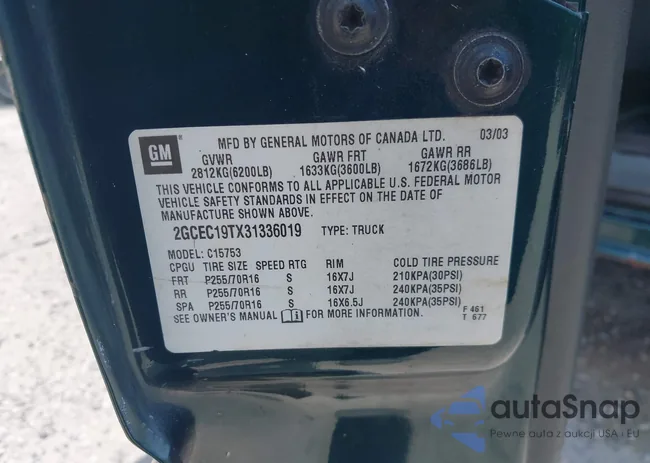 GM
MFD BY GENERAL MOTORS OF CANADA LTD. 03/03
GVWR GAWR FRT GAWR RR
2812KG(6200LB) 1633KG(3600LB) 1672KG(3686LB)
THIS VEHICLE CONFORMS TO ALL APPLICABLE U.S. FEDERAL MOTOR
VEHICLE SAFETY STANDARDS IN EFFECT ON THE DATE OF
MANUFACTURE SHOWN ABOVE.
2GCEC19TX31336019 TYPE: TRUCK
MODEL: C15753
CPGU TIRE SIZE SPEED RTG RIM COLD TIRE PRESSURE
FRT P255/70R16 S 16X7J 210KPA(30PSI)
RR P255/70R16 S 16X7J 240KPA(35PSI)
SPA P255/70R16 S 16X6.5J 240KPA(35PSI)
SEE OWNER'S MANUAL FOR MORE INFORMATION.
F 461
T 677
autaSnap
Pewne auta z aukcji USA i EU